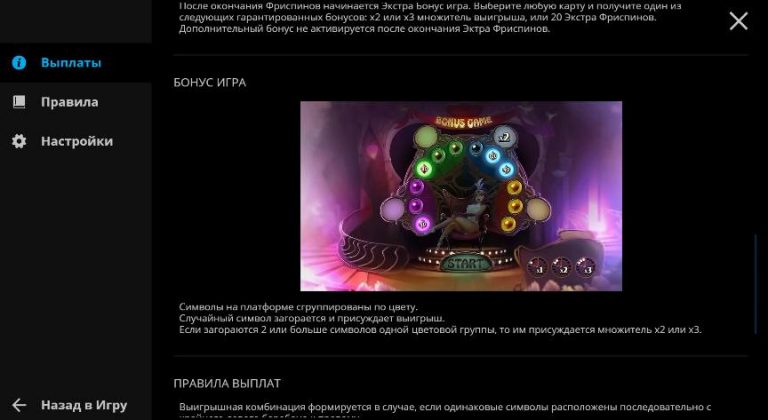 После окончания Фриспинов начинается Экстра Бонус игра. Выберите любую карту и получите один из
следующих гарантированных бонусов: x2 или x3 множитель выигрыша, или 20 Экстра Фриспинов.
Дополнительный бонус не активируется после окончания Эктра Фриспинов.
Выплаты
Правила
Настройки
БОНУС ИГРА
BONUS GAME
x2
START
x1
x2
x3
Символы на платформе сгруппированы по цвету.
Случайный символ загорается и присуждает выигрыш.
Если загораются 2 или больше символов одной цветовой группы, то им присуждается множитель x2 или x3.
ПРАВИЛА ВЫПЛАТ
Выигрышная комбинация формируется в случае, если одинаковые символы расположены последовательно с
Назад в Игру